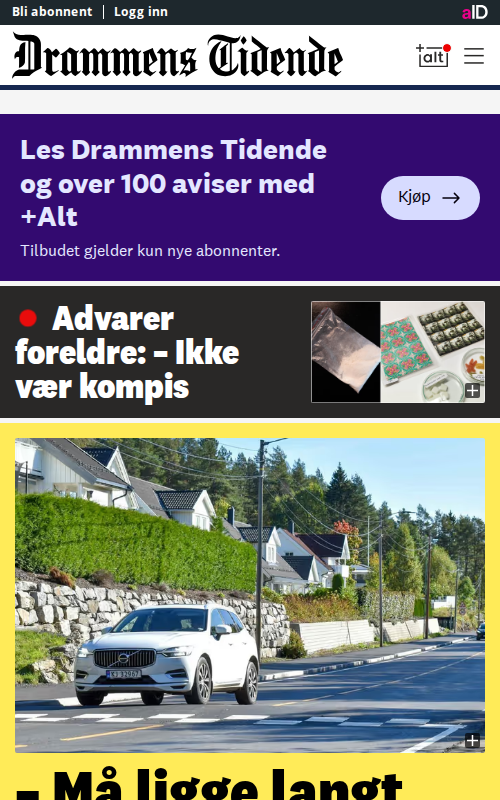 Bli abonnent | Logg inn
aID
Drammens Tidende
+alt
Les Drammens Tidende
og over 100 aviser med
+Alt
Kjøp →
Tilbudet gjelder kun nye abonnenter.
Advarer
foreldre: – Ikke
vær kompis
– Må ligge langt